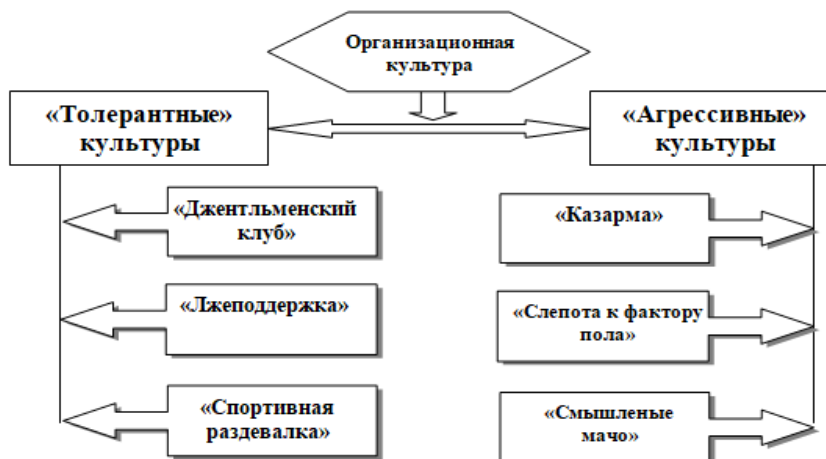 Организационная
культура
«Толерантные»
культуры
«Агрессивные»
культуры
«Джентльменский
клуб»
«Казарма»
«Лжеподдержка»
«Слепота к фактору
пола»
«Спортивная
раздевалка»
«Смышленые
мачо»